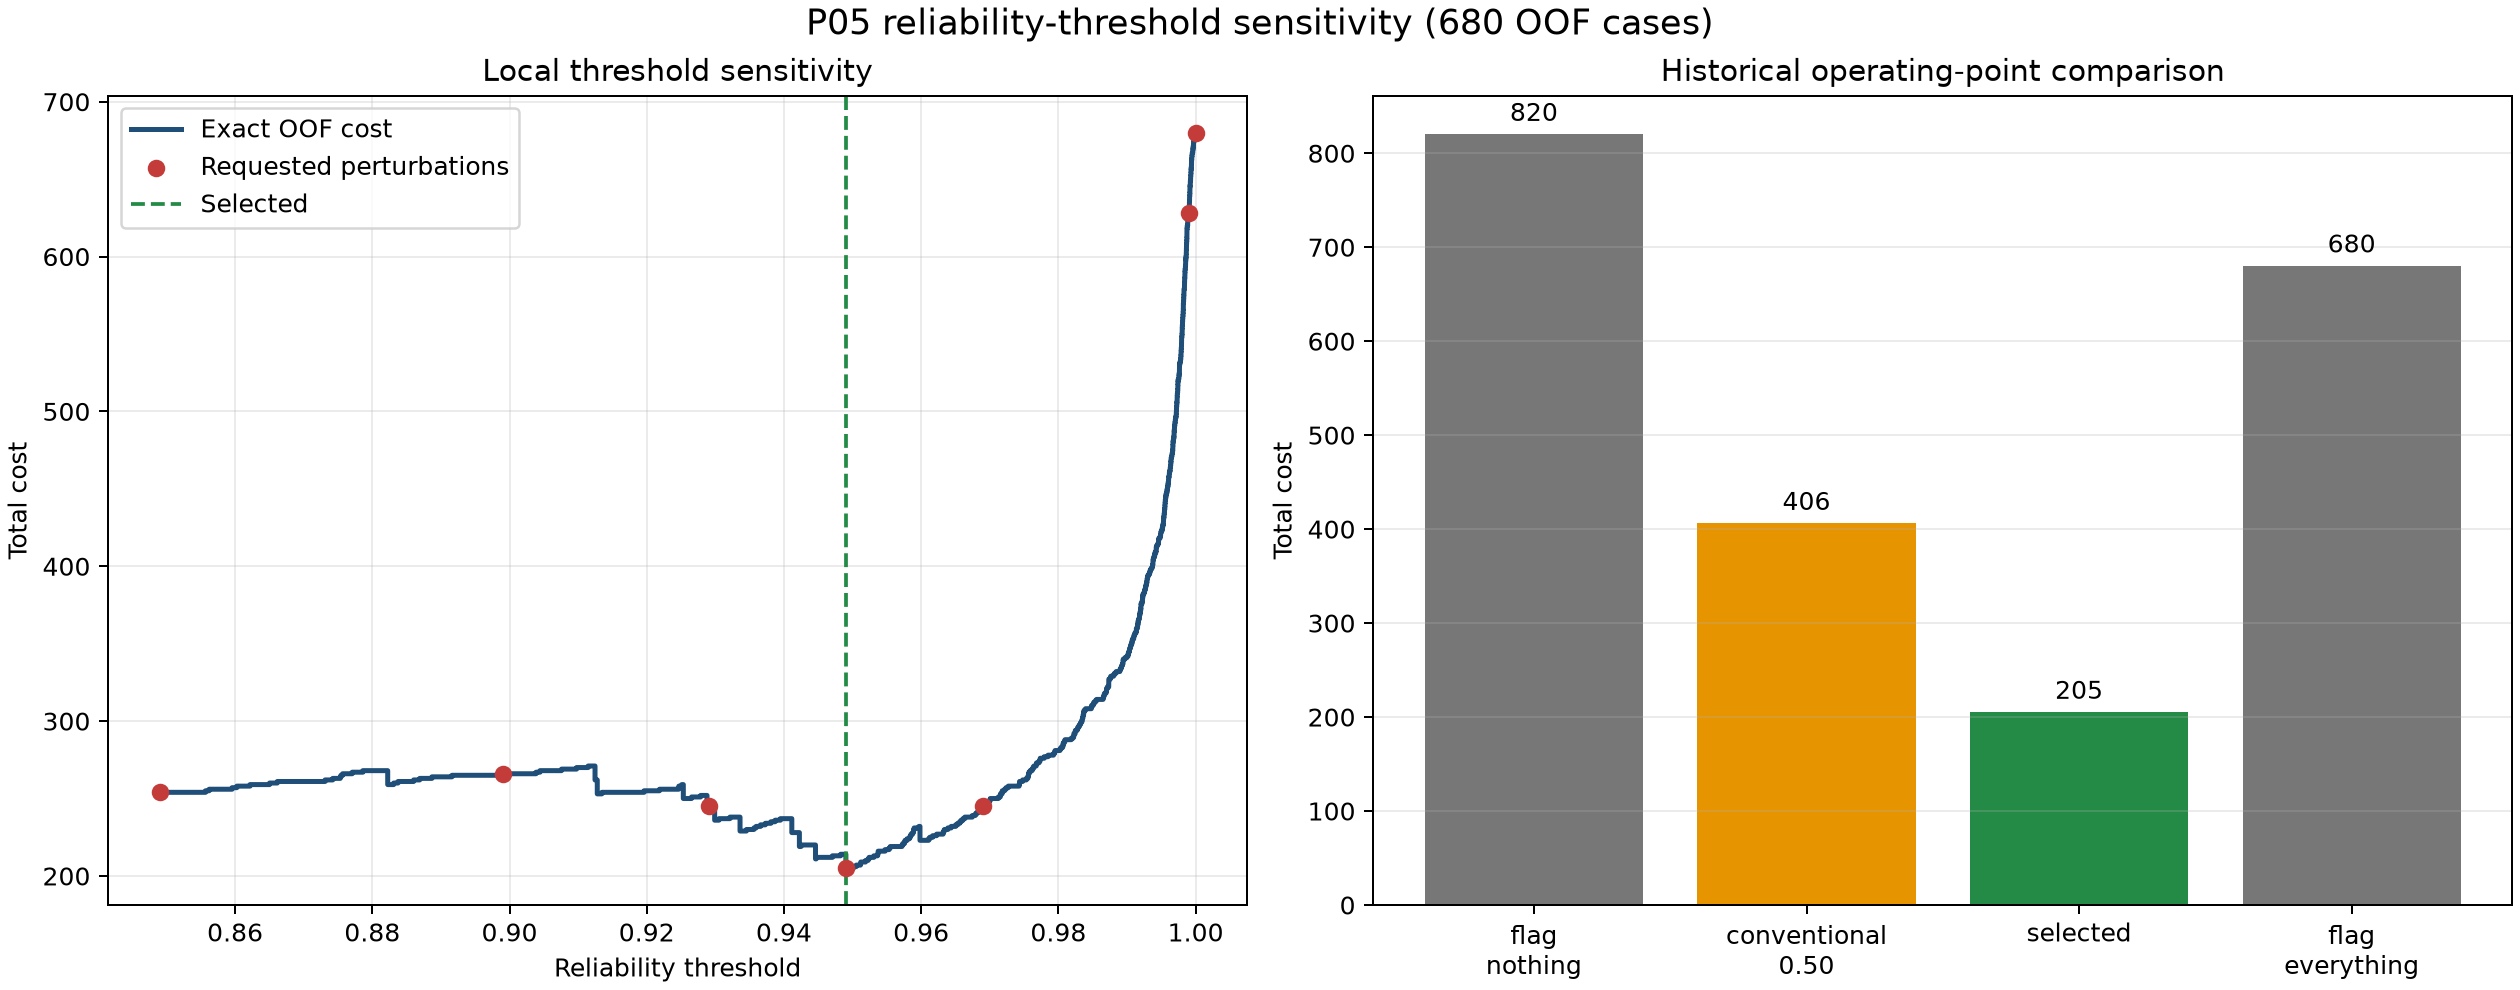 P05 reliability-threshold sensitivity (680 OOF cases)
Local threshold sensitivity
Total cost
700
600
500
400
300
200
Exact OOF cost
Requested perturbations
Selected
0.86 0.88 0.90 0.92 0.94 0.96 0.98 1.00
Reliability threshold
Historical operating-point comparison
Total cost
800
700
600
500
400
300
200
100
0
820
406
205
680
flag
nothing
conventional
0.50
selected
flag
everything